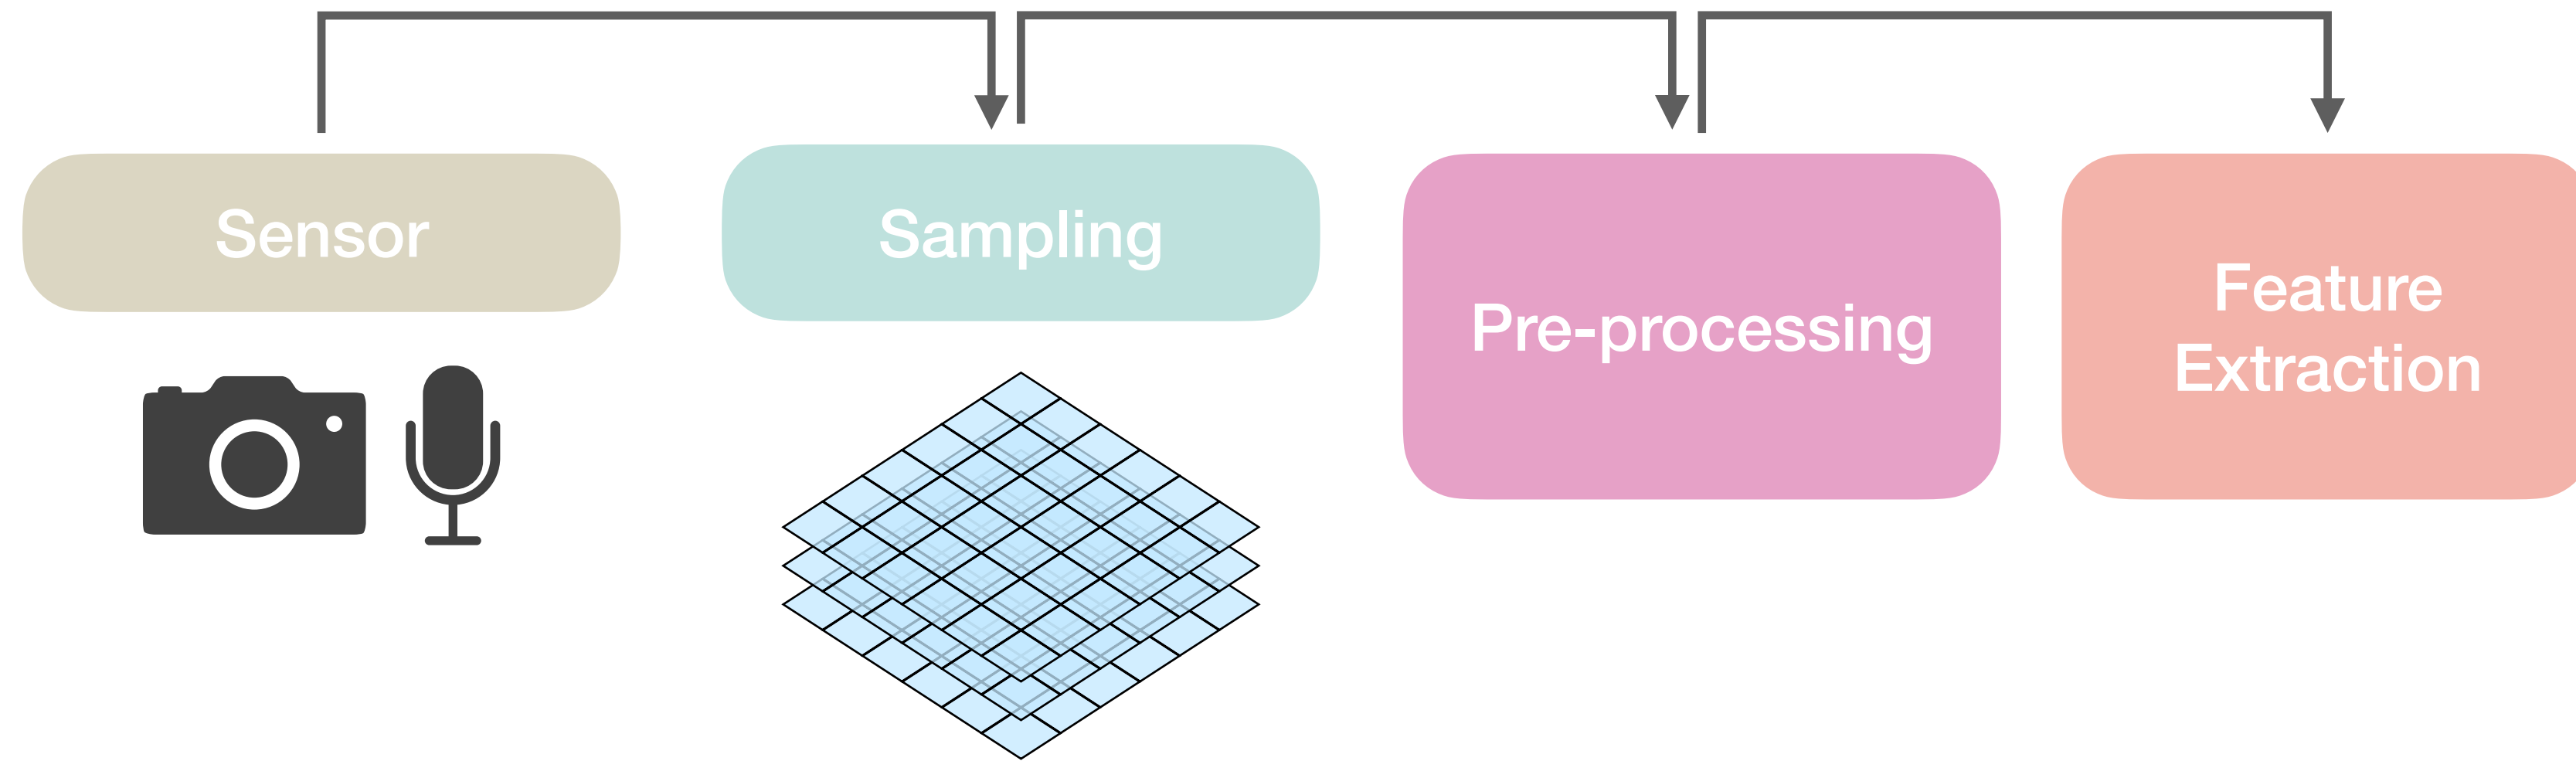 Sensor
Sampling
Pre-processing
Feature
Extraction